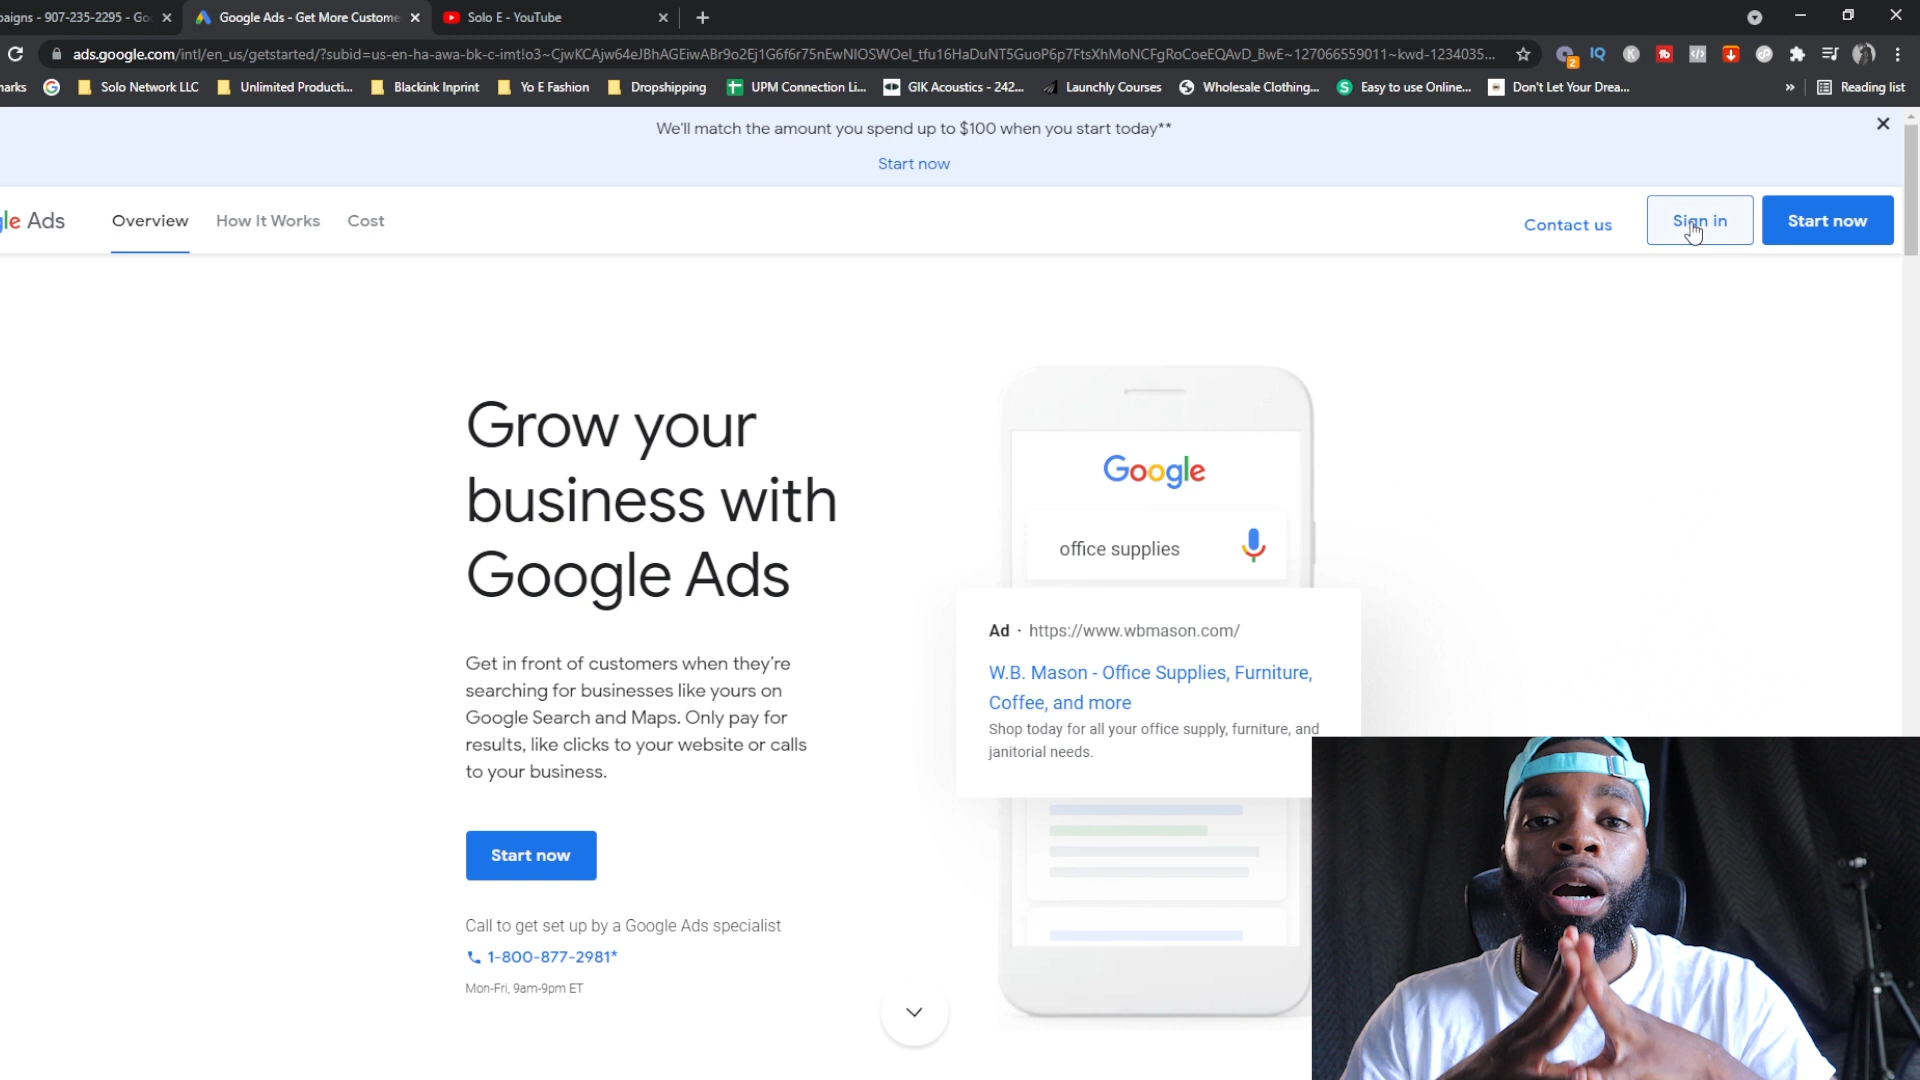 paigns - 907-235-2295 - Go
Google Ads - Get More Custome
Solo E - YouTube
ads.google.com/intl/en_us/getstarted/?subid=us-en-ha-awa-bk-c-imt!o3~CjwKCAjw64eJBhAGEiwABr9o2Ej1G6f6r75nEwNIOSWOel_tfu16HaDuNT5GuoP6p7FtsXhMoNCFgRoCoeEQAvD_BwE~127066559011~kwd-1234035...
2
IQ
narks
Solo Network LLC
Unlimited Producti...
Blackink Inprint
Yo E Fashion
Dropshipping
UPM Connection Li...
GIK Acoustics - 242...
Launchly Courses
Wholesale Clothing...
Easy to use Online...
Don't Let Your Drea...
»
Reading list
We'll match the amount you spend up to $100 when you start today**
Start now
gle Ads
Overview
How It Works
Cost
Contact us
Sign in
Start now
Grow your
business with
Google Ads
Get in front of customers when they're
searching for businesses like yours on
Google Search and Maps. Only pay for
results, like clicks to your website or calls
to your business.
Start now
Call to get set up by a Google Ads specialist
1-800-877-2981*
Mon-Fri, 9am-9pm ET
Google
office supplies
Ad · https://www.wbmason.com/
W.B. Mason - Office Supplies, Furniture,
Coffee, and more
Shop today for all your office supply, furniture, and
janitorial needs.